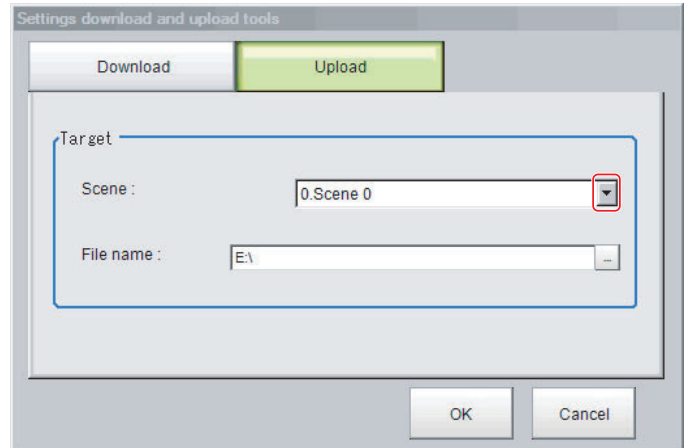 Settings download and upload tools
Download Upload
Target
Scene : 0.Scene 0
File name : E:\ ...
OK Cancel